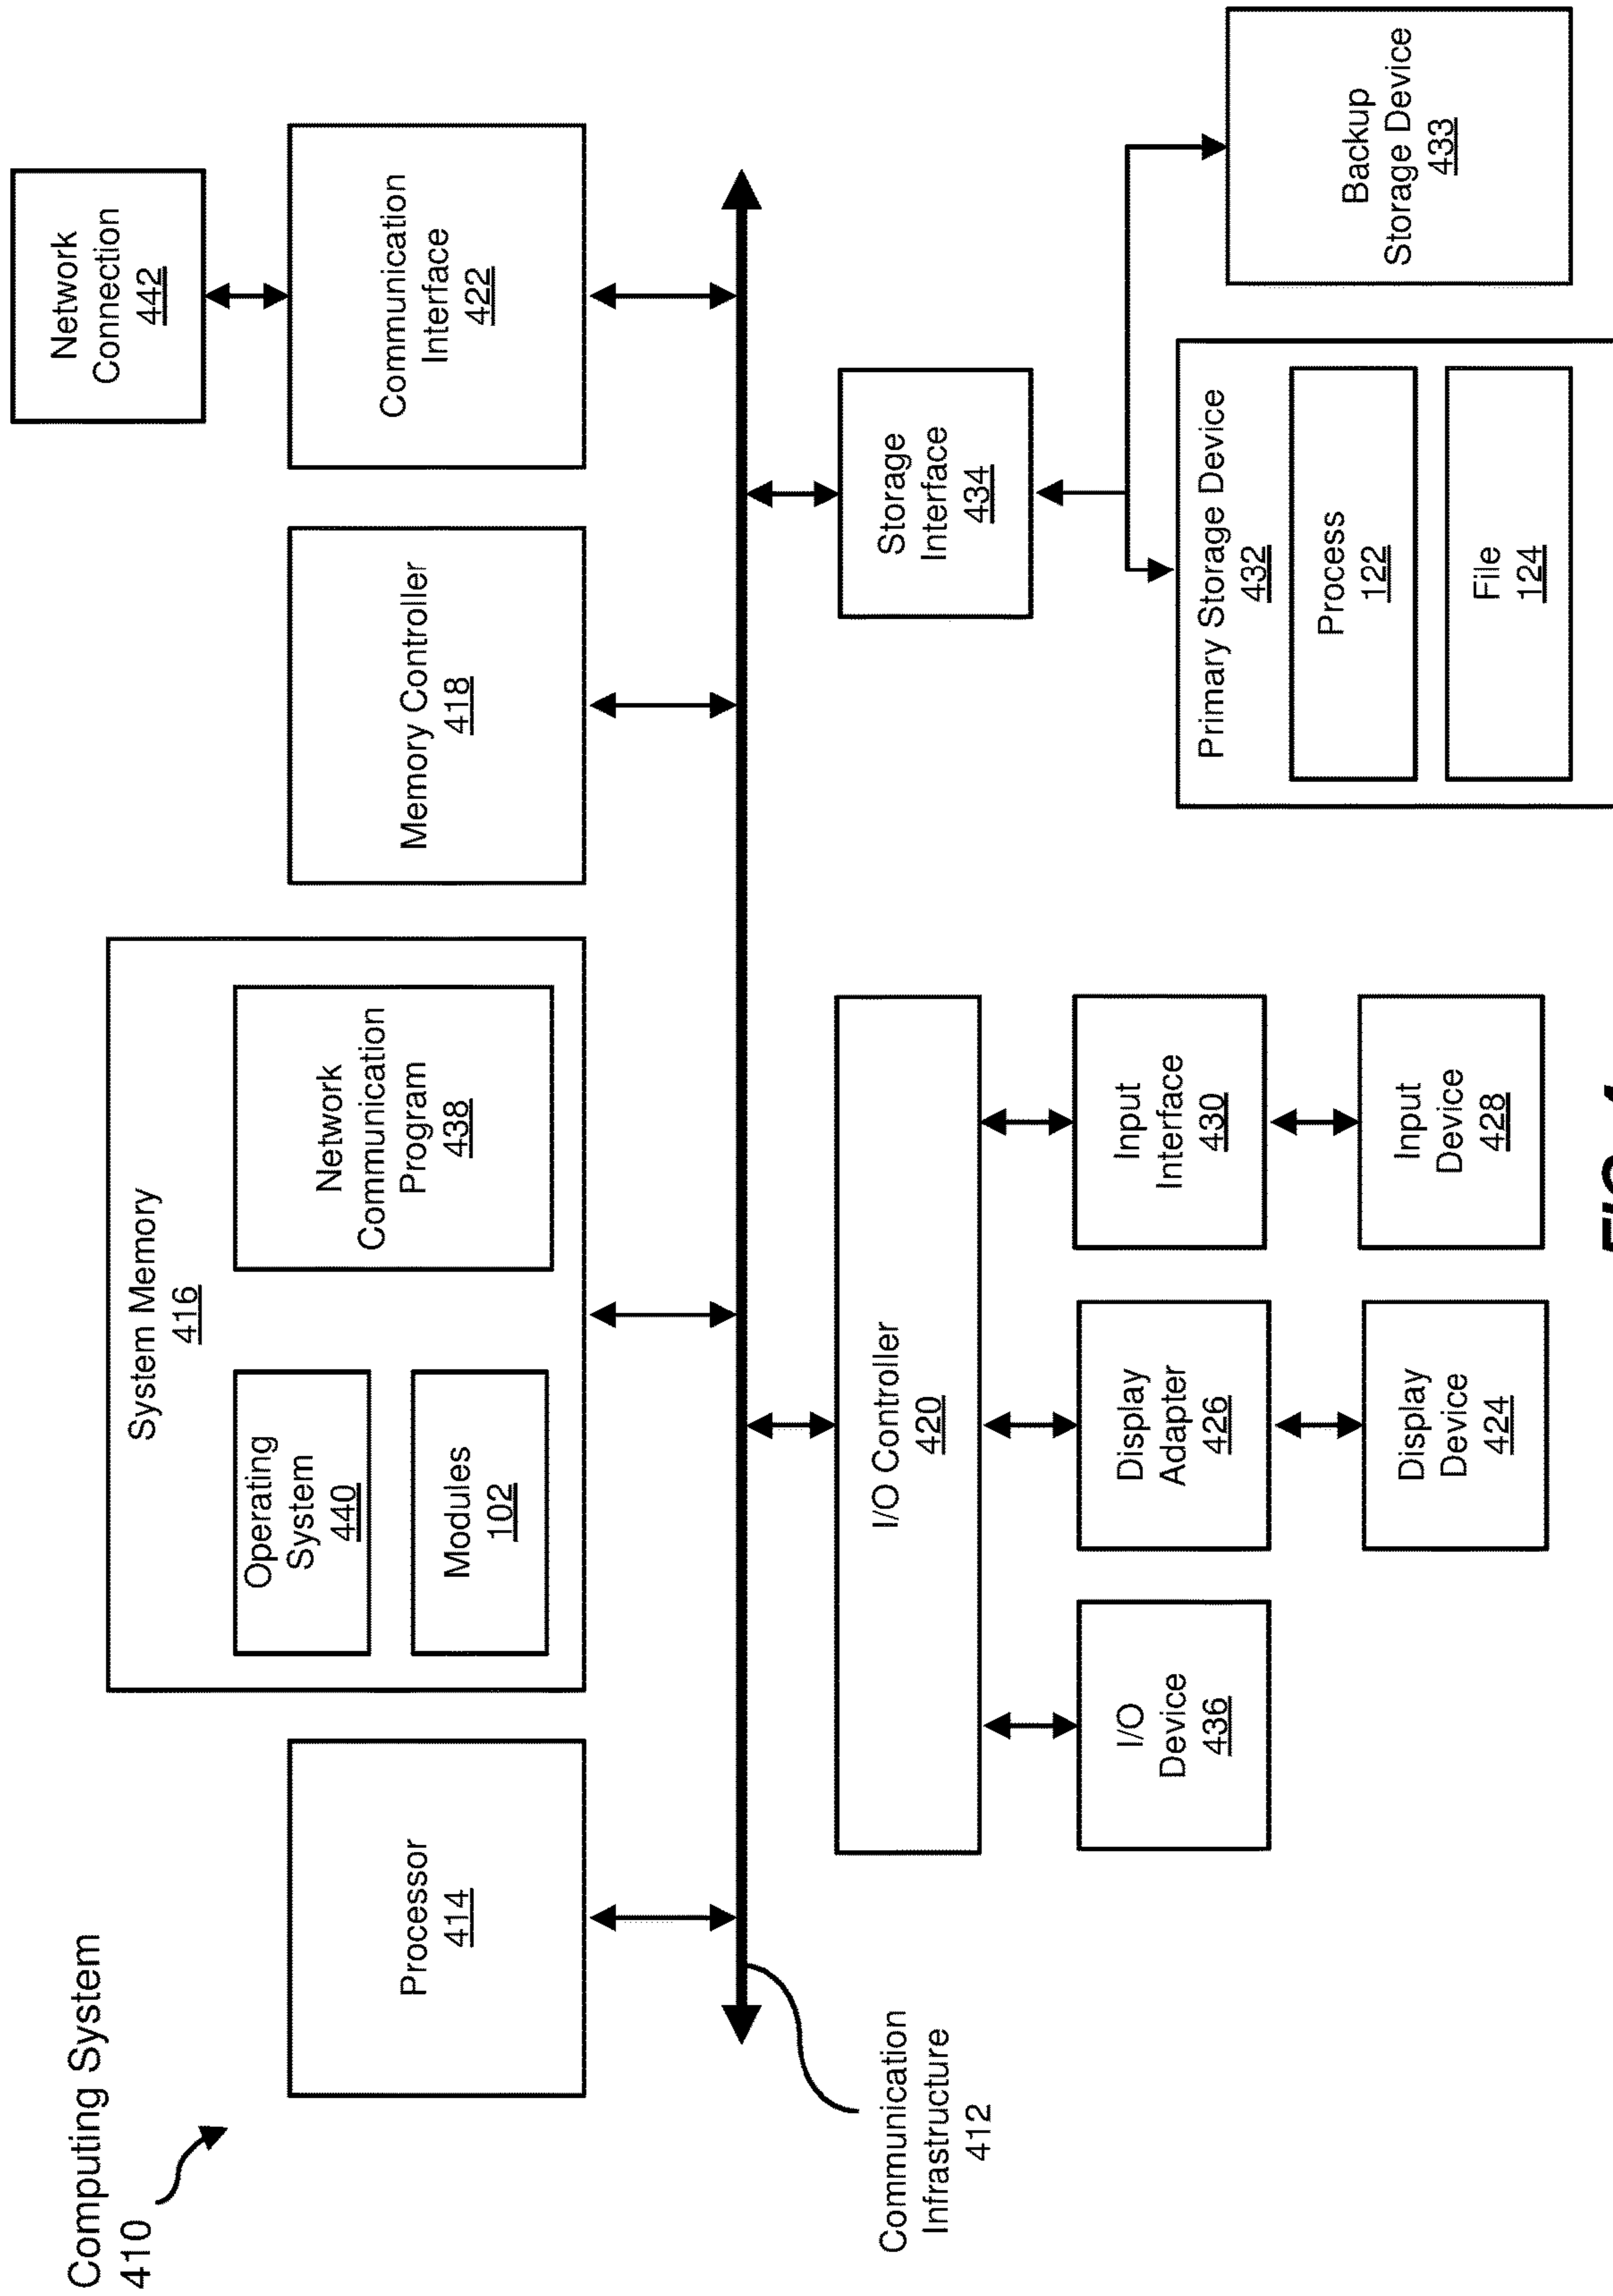 Computing System
410
Processor
414
System Memory
416
Operating
System
440
Modules
102
Network
Communication
Program
438
Memory Controller
418
Communication
Interface
422
Network
Connection
442
Communication
Infrastructure
412
I/O Controller
420
I/O
Device
436
Display
Adapter
426
Input
Interface
430
Display
Device
424
Input
Device
428
Storage
Interface
434
Primary Storage Device
432
Process
122
File
124
Backup
Storage Device
433